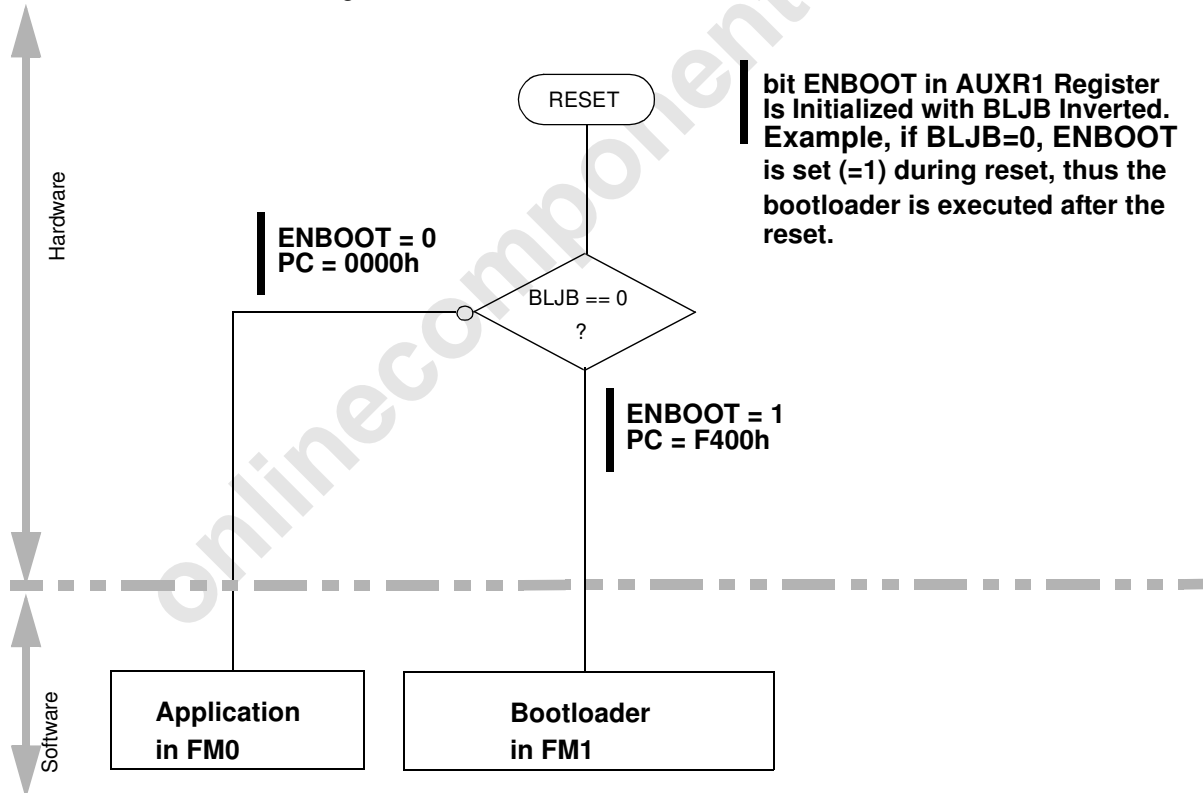 RESET
bit ENBOOT in AUXR1 Register
Is Initialized with BLJB Inverted.
Example, if BLJB=0, ENBOOT
is set (=1) during reset, thus the
bootloader is executed after the
reset.
Hardware
ENBOOT = 0
PC = 0000h
BLJB == 0
?
ENBOOT = 1
PC = F400h
onlinecomponent
Software
Application
in FM0
Bootloader
in FM1